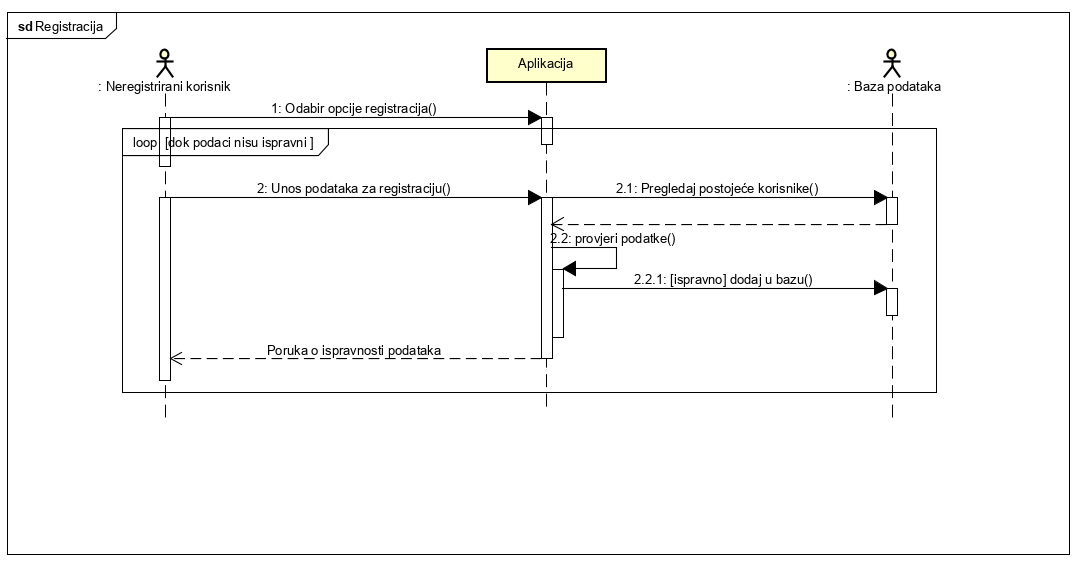 sd Registracija
: Neregistrirani korisnik
Aplikacija
: Baza podataka
1: Odabir opcije registracija()
loop [dok podaci nisu ispravni ]
2: Unos podataka za registraciju()
2.1: Pregledaj postojeće korisnike()
2.2: provjeri podatke()
2.2.1: [ispravno] dodaj u bazu()
Poruka o ispravnosti podataka